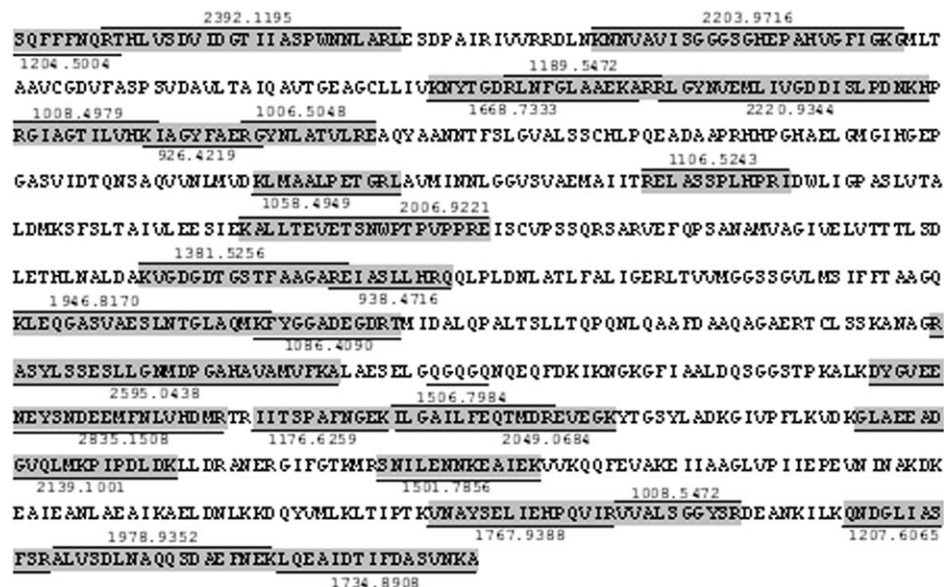 2392.1195 2203.9716
SQFFFNQRTHLVSDVIDGTIIASPWNNLARLESDPAIRIVVRRDLNKNNVAVISGGGSGHEPAHVGFIGKGMLT
1204.5004 1189.5472
AAVCGDVFASPSVDAVLTAIQAVTGEAGCLLIVKNYTGDRLNFGLAAEKARRLGYNVEMLIVGDDISLPDNKHP
1008.4979 1006.5048 1668.7333 2220.9344
RGIAGTILVHKIAGYFAERGYNLATVLREAQYAANNTFSLGVALSSCHLPQEADAAPRHHPGHAELGMGIHGEP
926.4219 1106.5243
GASVIDTQNSAQVVNLMVDKLMAALPETGRLAVMINNLGGVSVAEMAIITRELASSPLHPRIDWLIGPASLVTA
1058.4949 2006.9221
LDMKSFSLTAIVLEESIEKALLTEVETSNWPTPVPPREISCVPSSQRSARVEFQPSANAMVAGIVELVTTTLSD
1381.5256
LETHLNALDAKVGDGDTGSTFAAGAREIASLLHRQQLPLDNLATLFALIGERLTVVMGGSSGVLMSIFFTAAGQ
1946.8170 938.4716
KLEQGASVAESLNTGLAQMKFYGGADEGDRTMIDALQPALTSLLTQPQNLQAAFDAAQAGAERTCLSSKANAGR
1086.4090
ASYLSSESLLGNMDPGAHAVAMVFKALAESELGQGQGQNQEQFDKIKNGKGFIAALDQSGGSTPKALKDYGVEE
2595.0438 1506.7984
NEYSNDEEMFNLVHDMRTRIITSPAFNGEKILGAILFEQTMDREVEGKYTGSYLADKGIVPFLKVDKGLAEEAD
2835.1508 1176.6259 2049.0684
GVQLMKPIPDLDKLLDRANERGIFGTKMRSNILENNKEAIEKVVKQQFEVAKEIIAAGLVPIIEPEVNINAKDK
2139.1001 1501.7856 1008.5472
EAIEANLAEAIKAELDNLKKDQYVMLKLTIPTKVNAYSELIEHPQVIRVVALSGGYSRDEANKILKQNDGLIAS
1978.9352 1767.9388 1207.6065
FSRALVSDLNAQQSDAEFNEKLQEAIDTIFDASVNKA
1734.8908